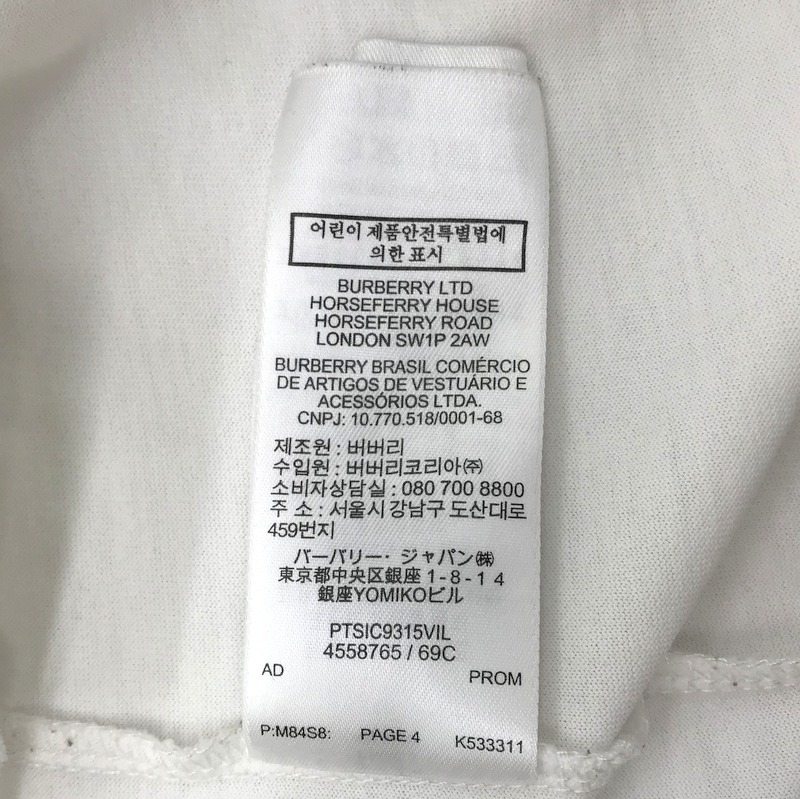 어린이 제품안전특별법에
의한 표시
BURBERRY LTD
HORSEFERRY HOUSE
HORSEFERRY ROAD
LONDON SW1P 2AW
BURBERRY BRASIL COMÉRCIO
DE ARTIGOS DE VESTUÁRIO E
ACESSÓRIOS LTDA.
CNPJ: 10.770.518/0001-68
제조원 : 버버리
수입원 : 버버리코리아㈜
소비자상담실 : 080 700 8800
주 소 : 서울시 강남구 도산대로
459번지
バーバリー・ジャパン㈱
東京都中央区銀座 1 - 8 - 1 4
銀座YOMIKOビル
PTSIC9315VIL
4558765 / 69C
AD PROM
P:M84S8: PAGE 4 K533311